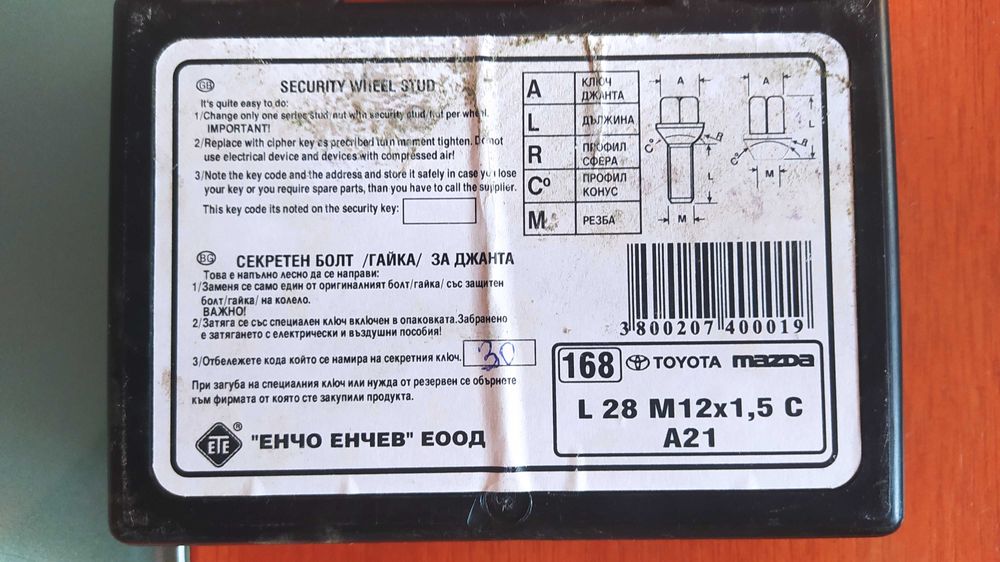 GB SECURITY WHEEL STUD
It's quite easy to do:
1/Change only one series stud/nut with security stud/nut per wheel.
IMPORTANT!
2/Replace with cipher key as precribed turn moment tighten. Do not
use electrical device and devices with compressed air!
3/Note the key code and the address and store it safely in case you lose
your key or you require spare parts, than you have to call the supplier.
This key code its noted on the security key:
BG СЕКРЕТЕН БОЛТ /ГАЙКА/ ЗА ДЖАНТА
Това е напълно лесно да се направи:
1/Заменя се само един от оригиналният болт/гайка/ със защитен
болт/гайка/ на колело.
ВАЖНО!
2/Затяга се със специален ключ включен в опаковката.Забранено
е затягането с електрически и въздушни пособия!
3/Отбележете кода който се намира на секретния ключ. 30
При загуба на специалния ключ или нужда от резервен се обърнете
към фирмата от която сте закупили продукта.
ETE ® "ЕНЧО ЕНЧЕВ" ЕООД
A КЛЮЧ
ДЖАНТА
L ДЪЛЖИНА
R ПРОФИЛ
СФЕРА
C° ПРОФИЛ
КОНУС
M РЕЗБА
A A
R C° L M
R C° L M
3 800207 400019
168 TOYOTA mazda
L 28 M12x1,5 C
A21